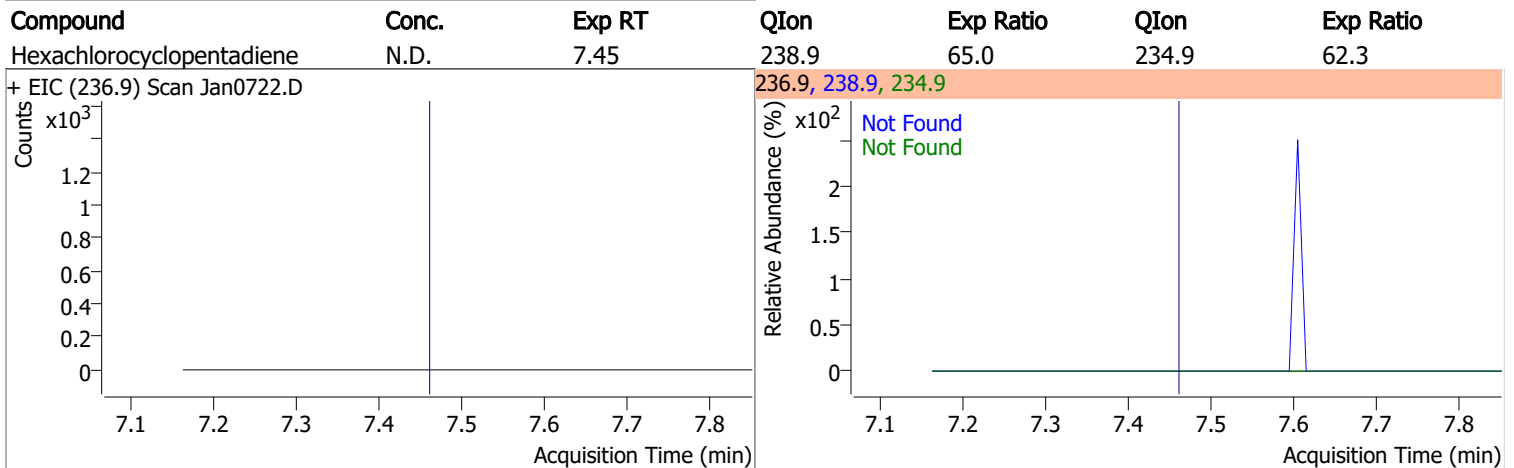 Compound Conc. Exp RT QIon Exp Ratio QIon Exp Ratio
Hexachlorocyclopentadiene N.D. 7.45 238.9 65.0 234.9 62.3
+ EIC (236.9) Scan Jan0722.D
Counts
x10³
1.2
1
0.8
0.6
0.4
0.2
0
7.1 7.2 7.3 7.4 7.5 7.6 7.7 7.8
Acquisition Time (min)
236.9, 238.9, 234.9
Relative Abundance (%)
x10²
Not Found
Not Found
2
1.5
1
0.5
0
7.1 7.2 7.3 7.4 7.5 7.6 7.7 7.8
Acquisition Time (min)